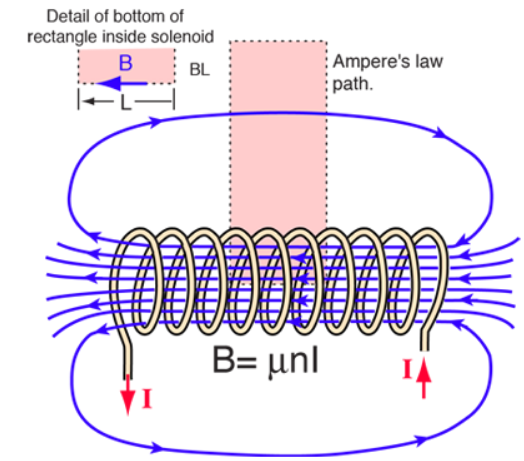 Detail of bottom of
rectangle inside solenoid
B
BL
L
Ampere's law
path.
B= μnI
I
I